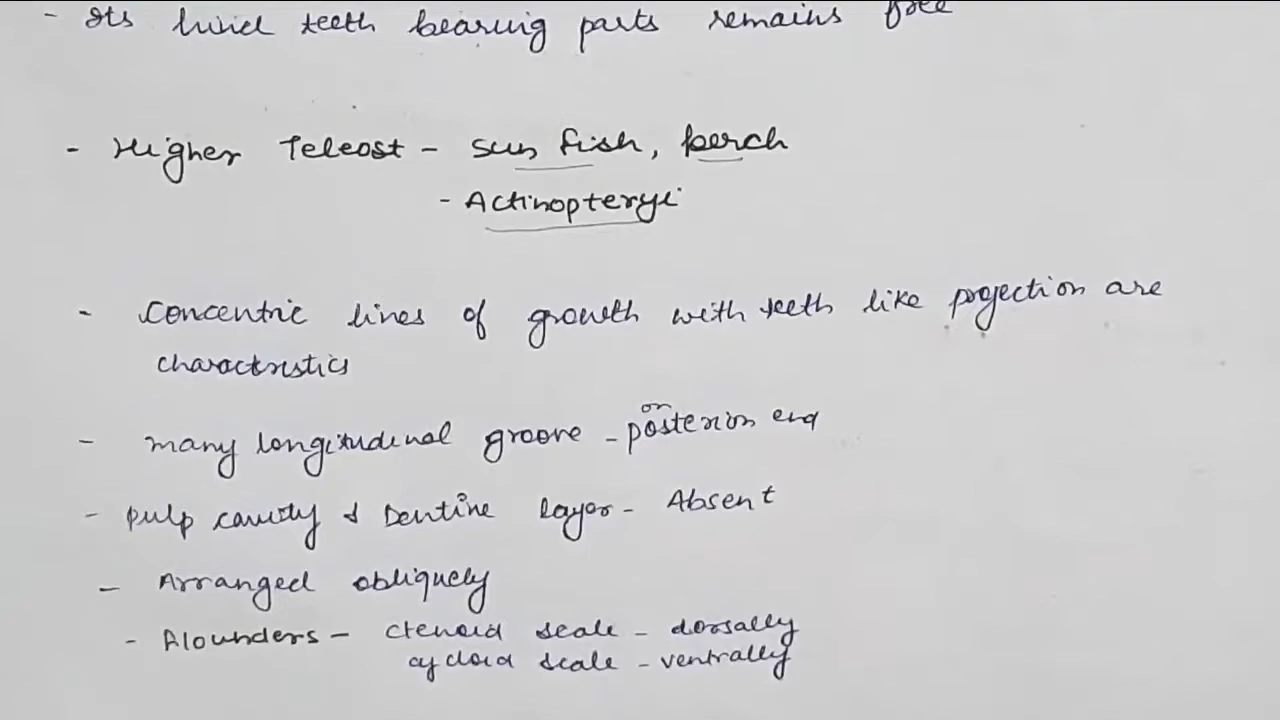 - Its hind teeth bearing parts remains free
- Higher Teleost - Sun fish, perch
- Actinopterygi
- Concentric lines of growth with teeth like projection are
charactristics
- many longitudinal groove - on posterior end
- Pulp cavity & Dentine layer - Absent
- Arranged obliquely
- Flounders - ctenoid scale - dorsally
cycloid scale - ventrally